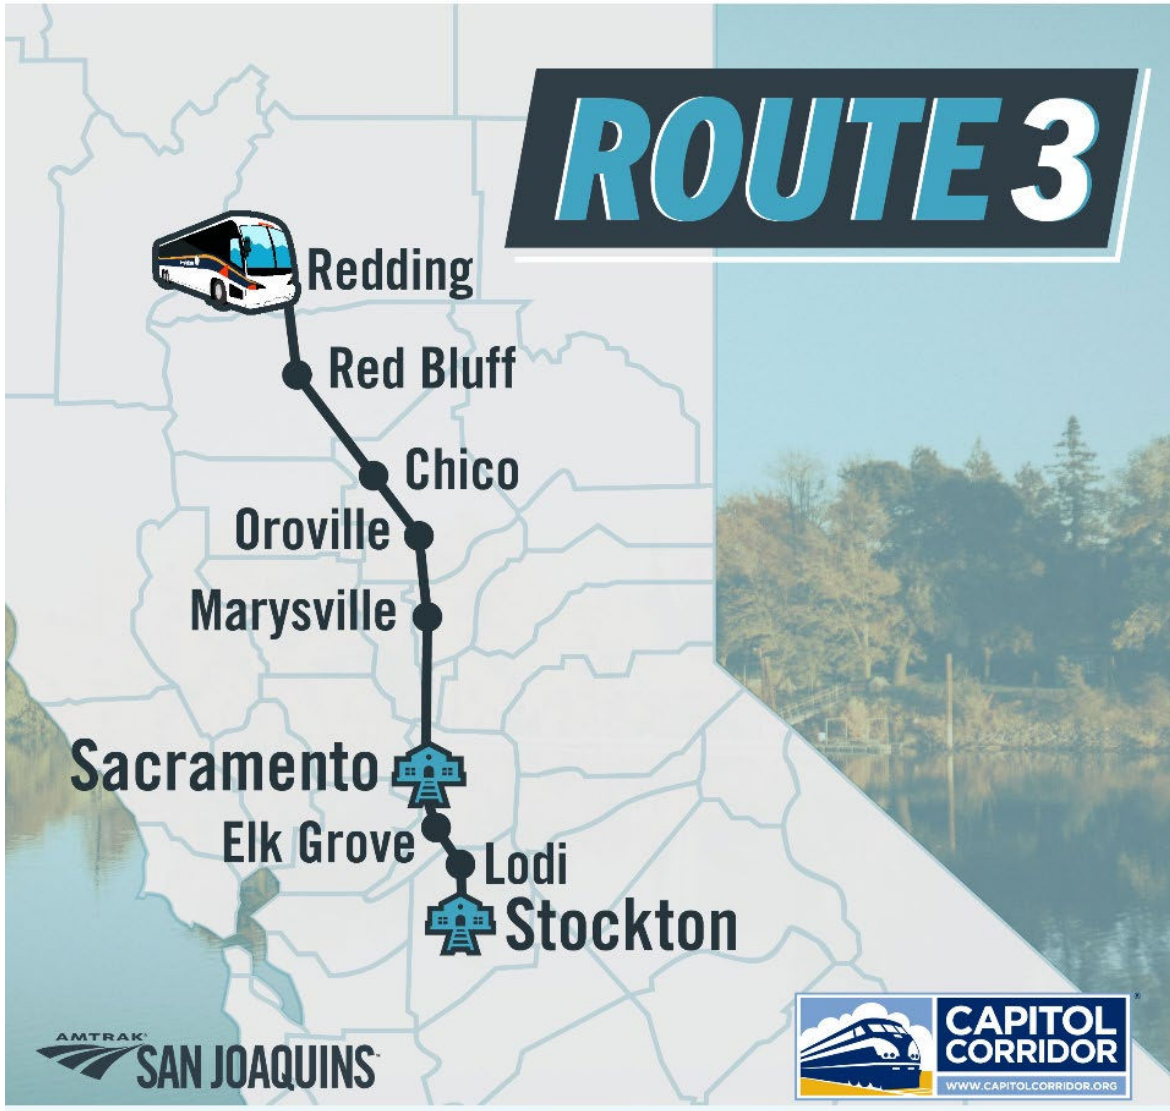 ROUTE 3
Redding
Red Bluff
Chico
Oroville
Marysville
Sacramento
Elk Grove
Lodi
Stockton
AMTRAK
SAN JOAQUINS
CAPITOL
CORRIDOR
WWW.CAPITOLCORRIDOR.ORG